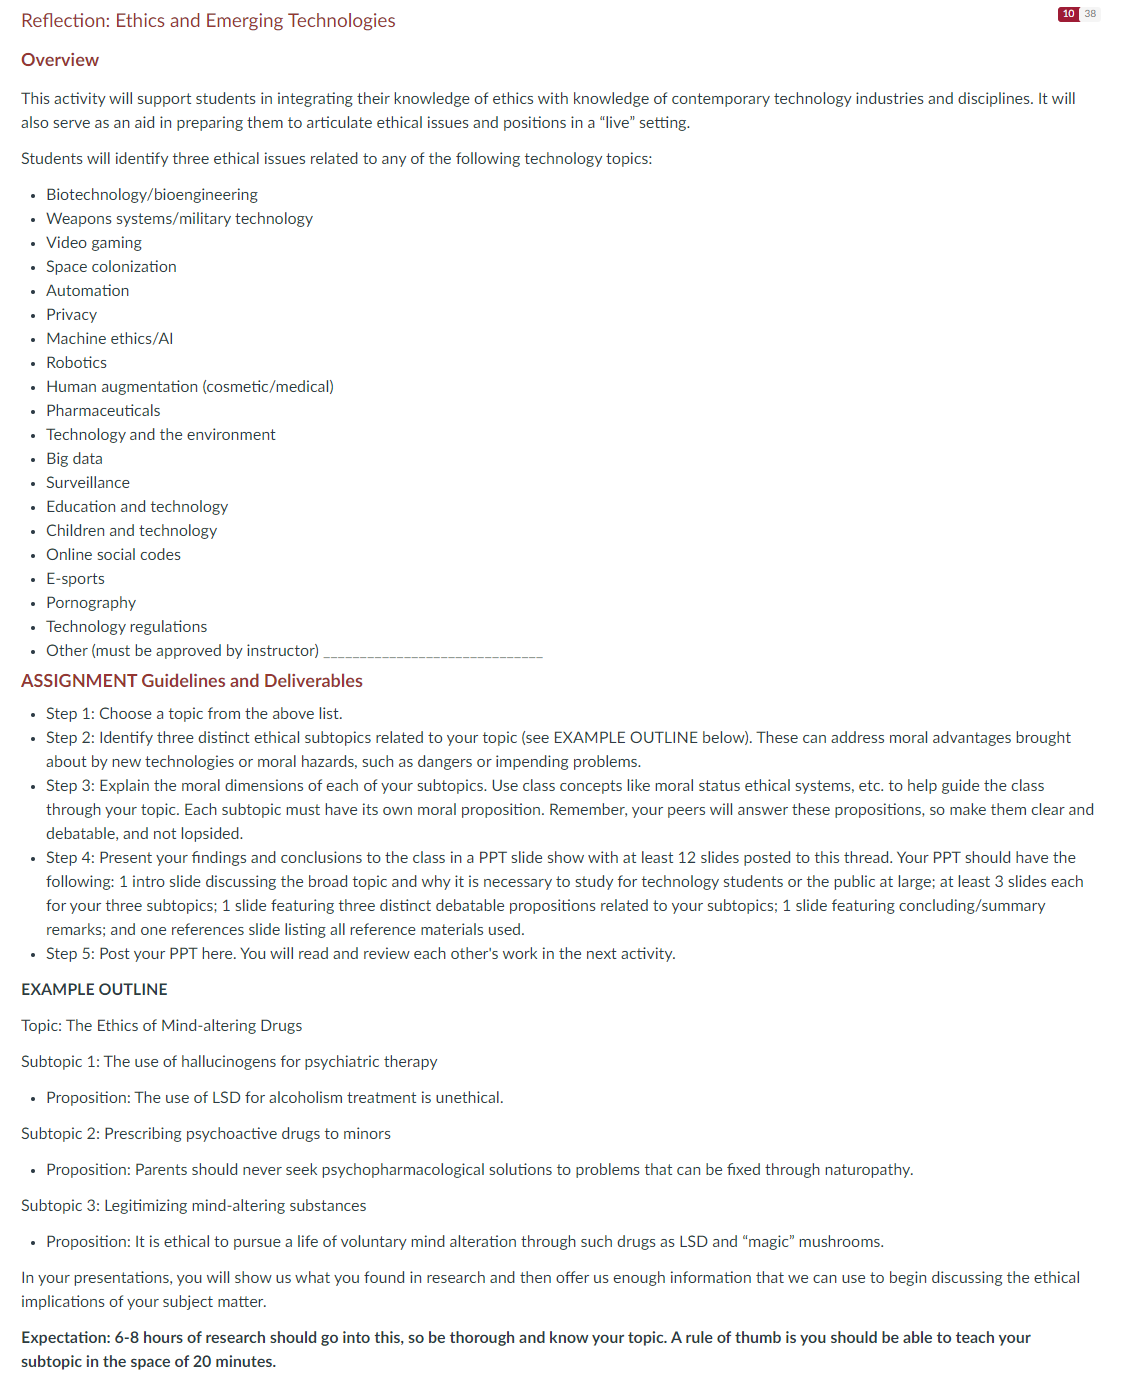 Reflection: Ethics and Emerging Technologies
10 38
Overview
This activity will support students in integrating their knowledge of ethics with knowledge of contemporary technology industries and disciplines. It will
also serve as an aid in preparing them to articulate ethical issues and positions in a “live” setting.
Students will identify three ethical issues related to any of the following technology topics:
• Biotechnology/bioengineering
• Weapons systems/military technology
• Video gaming
• Space colonization
• Automation
• Privacy
• Machine ethics/AI
• Robotics
• Human augmentation (cosmetic/medical)
• Pharmaceuticals
• Technology and the environment
• Big data
• Surveillance
• Education and technology
• Children and technology
• Online social codes
• E-sports
• Pornography
• Technology regulations
• Other (must be approved by instructor) ______________________________
ASSIGNMENT Guidelines and Deliverables
• Step 1: Choose a topic from the above list.
• Step 2: Identify three distinct ethical subtopics related to your topic (see EXAMPLE OUTLINE below). These can address moral advantages brought
about by new technologies or moral hazards, such as dangers or impending problems.
• Step 3: Explain the moral dimensions of each of your subtopics. Use class concepts like moral status ethical systems, etc. to help guide the class
through your topic. Each subtopic must have its own moral proposition. Remember, your peers will answer these propositions, so make them clear and
debatable, and not lopsided.
• Step 4: Present your findings and conclusions to the class in a PPT slide show with at least 12 slides posted to this thread. Your PPT should have the
following: 1 intro slide discussing the broad topic and why it is necessary to study for technology students or the public at large; at least 3 slides each
for your three subtopics; 1 slide featuring three distinct debatable propositions related to your subtopics; 1 slide featuring concluding/summary
remarks; and one references slide listing all reference materials used.
• Step 5: Post your PPT here. You will read and review each other's work in the next activity.
EXAMPLE OUTLINE
Topic: The Ethics of Mind-altering Drugs
Subtopic 1: The use of hallucinogens for psychiatric therapy
• Proposition: The use of LSD for alcoholism treatment is unethical.
Subtopic 2: Prescribing psychoactive drugs to minors
• Proposition: Parents should never seek psychopharmacological solutions to problems that can be fixed through naturopathy.
Subtopic 3: Legitimizing mind-altering substances
• Proposition: It is ethical to pursue a life of voluntary mind alteration through such drugs as LSD and “magic” mushrooms.
In your presentations, you will show us what you found in research and then offer us enough information that we can use to begin discussing the ethical
implications of your subject matter.
Expectation: 6-8 hours of research should go into this, so be thorough and know your topic. A rule of thumb is you should be able to teach your
subtopic in the space of 20 minutes.